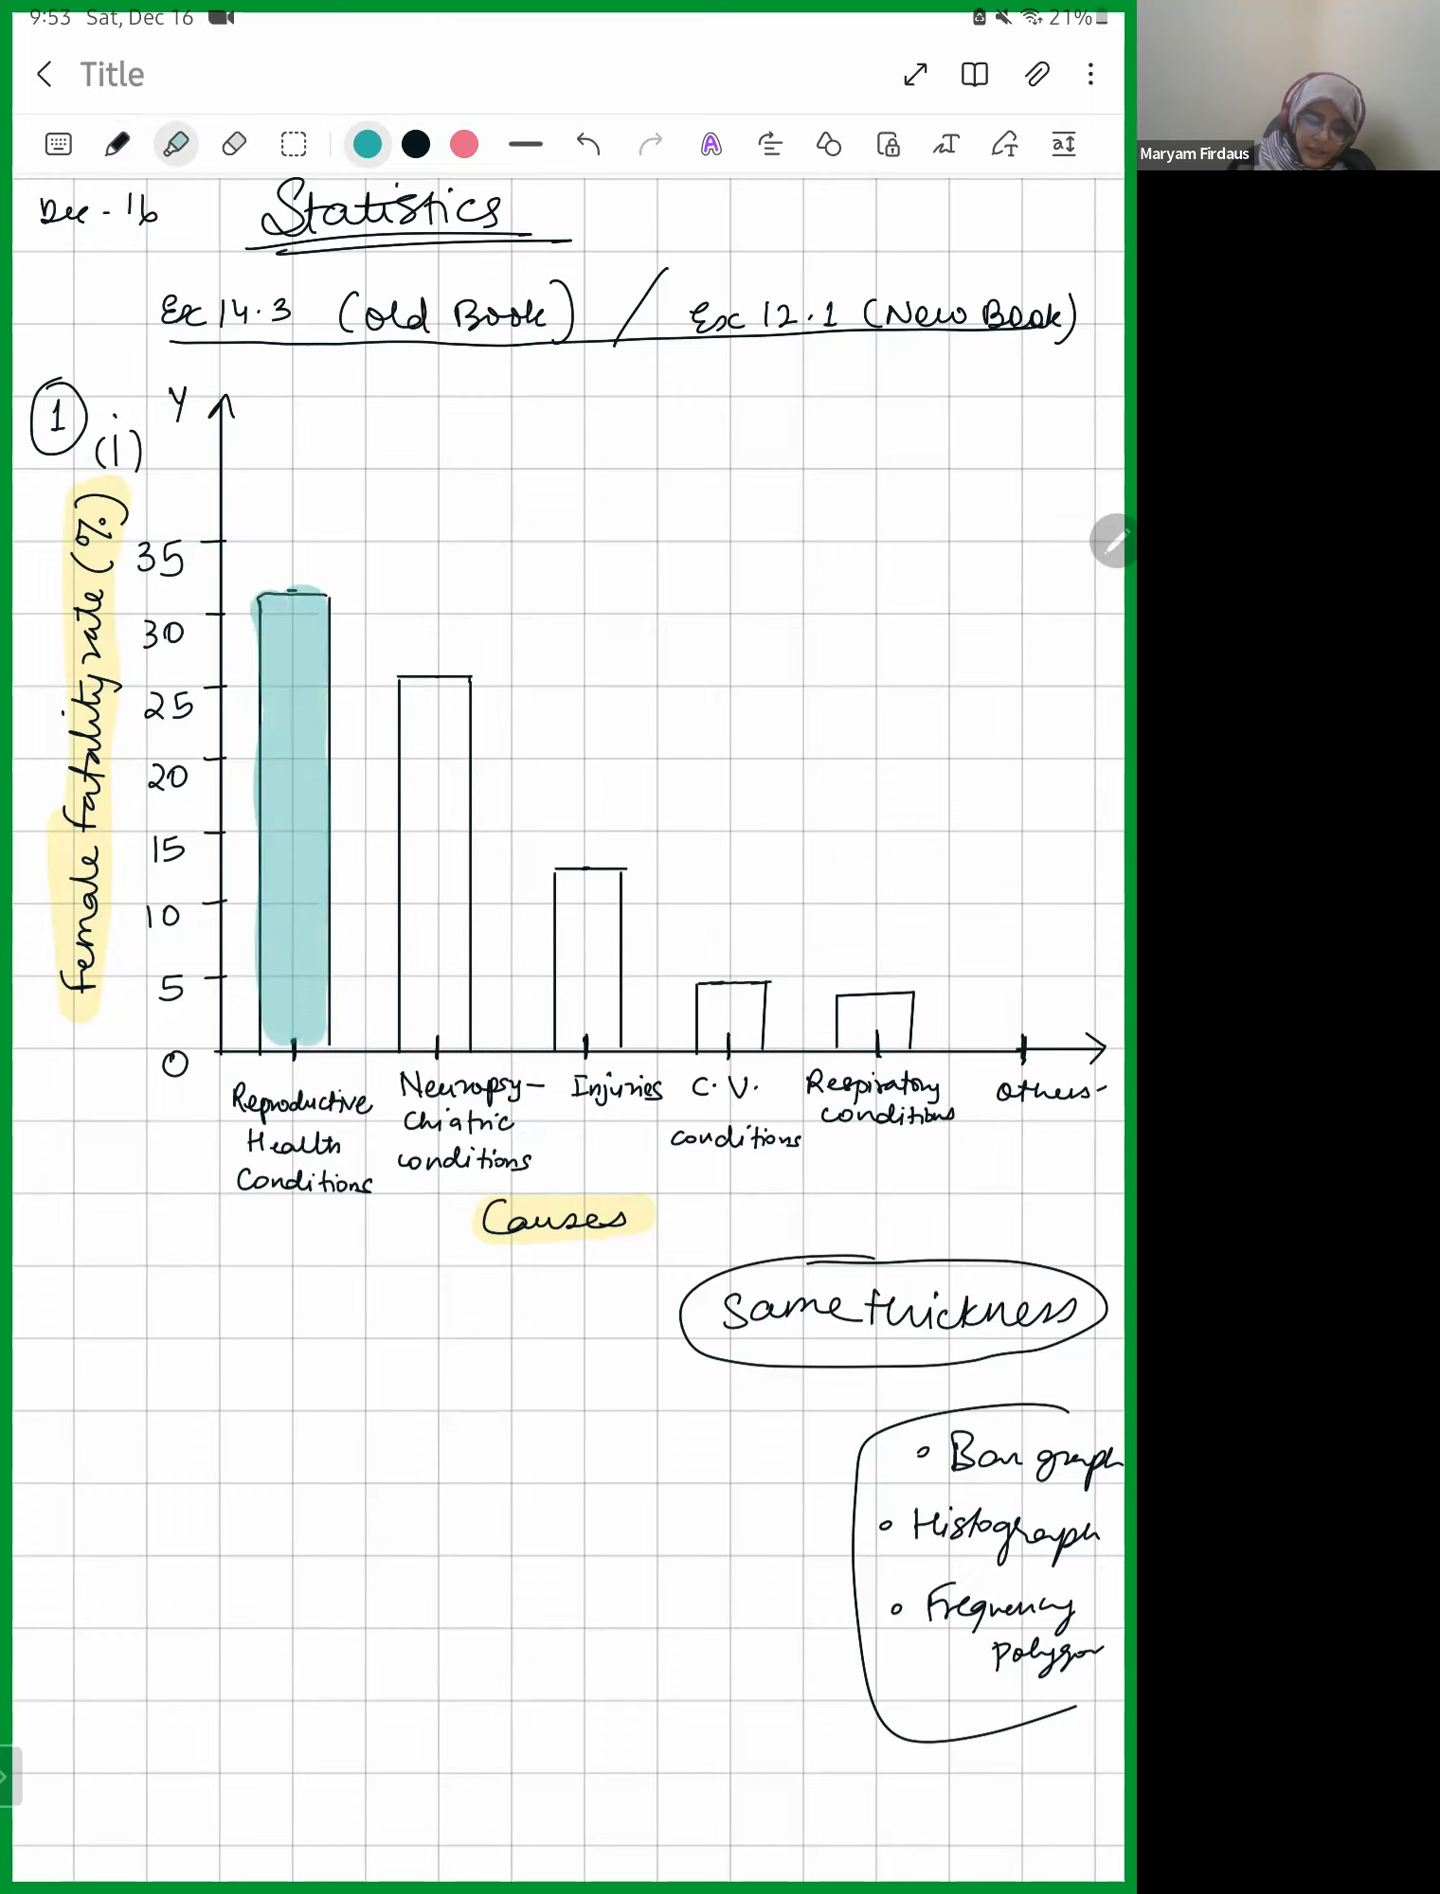 9:53 Sat, Dec 16
21%
Title
Maryam Firdaus
Dec - 16 Statistics
Ex 14.3 (Old Book) / Ex 12.1 (New Book)
1 (i)
Y
Female fatality rate (%)
35
30
25
20
15
10
5
0
Reproductive
Health
Conditions
Neuropsy-
Chiatric
conditions
Injuries
C.V.
conditions
Respiratory
conditions
Others
Causes
Same thickness
Bar graph
Histograph
Frequency
polygon